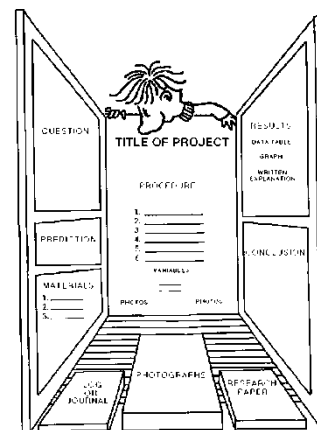 QUESTION
PREDICTION
MATERIALS
1.
2.
3.
TITLE OF PROJECT
PROCEDURE
1.
2.
3.
4.
5.
6.
VARIABLES
PHOTOS
PHOTOS
RESULTS
DATA TABLE
GRAPH
WRITTEN
EXPLANATION
CONCLUSION
LOG
OR
JOURNAL
PHOTOGRAPHS
RESEARCH
PAPER